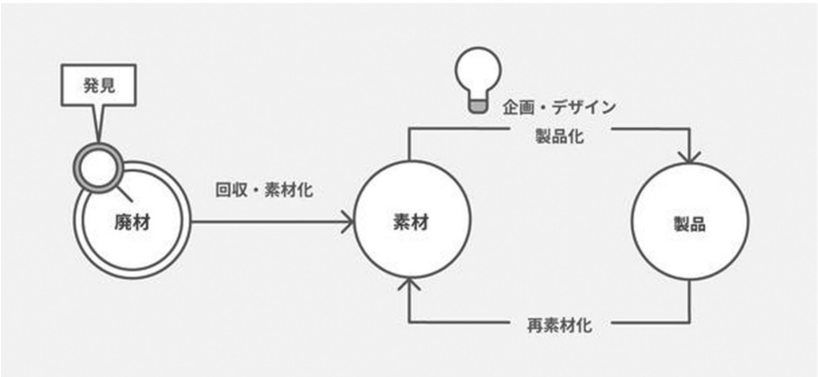 発見
廃材
回収・素材化
素材
企画・デザイン
製品化
製品
再素材化